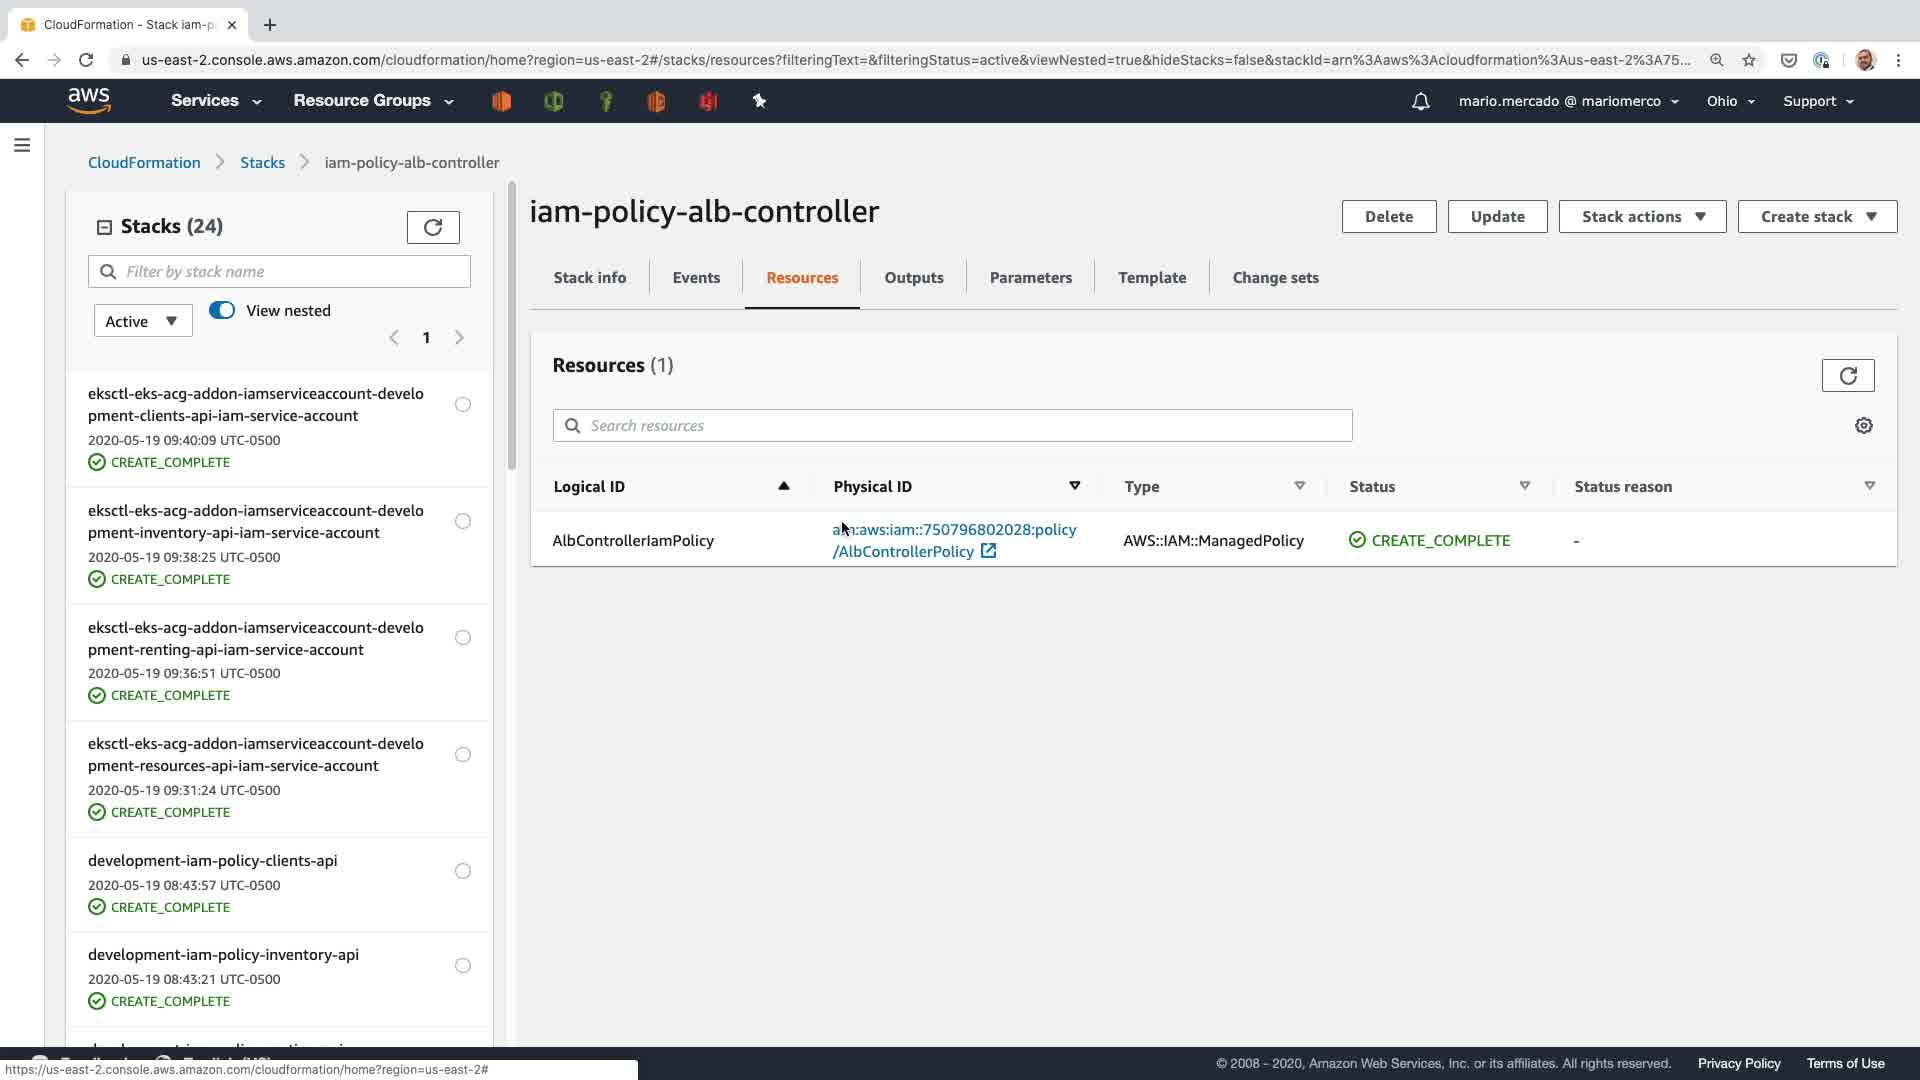 CloudFormation - Stack iam-p
us-east-2.console.aws.amazon.com/cloudformation/home?region=us-east-2#/stacks/resources?filteringText=&filteringStatus=active&viewNested=true&hideStacks=false&stackId=arn%3Aaws%3Acloudformation%3Aus-east-2%3A75...
aws
Services
Resource Groups
mario.mercado @ mariomerco
Ohio
Support
CloudFormation
Stacks
iam-policy-alb-controller
Stacks (24)
Filter by stack name
Active
View nested
1
eksctl-eks-acg-addon-iamserviceaccount-develo
pment-clients-api-iam-service-account
2020-05-19 09:40:09 UTC-0500
CREATE_COMPLETE
eksctl-eks-acg-addon-iamserviceaccount-develo
pment-inventory-api-iam-service-account
2020-05-19 09:38:25 UTC-0500
CREATE_COMPLETE
eksctl-eks-acg-addon-iamserviceaccount-develo
pment-renting-api-iam-service-account
2020-05-19 09:36:51 UTC-0500
CREATE_COMPLETE
eksctl-eks-acg-addon-iamserviceaccount-develo
pment-resources-api-iam-service-account
2020-05-19 09:31:24 UTC-0500
CREATE_COMPLETE
development-iam-policy-clients-api
2020-05-19 08:43:57 UTC-0500
CREATE_COMPLETE
development-iam-policy-inventory-api
2020-05-19 08:43:21 UTC-0500
CREATE_COMPLETE
iam-policy-alb-controller
Delete
Update
Stack actions
Create stack
Stack info
Events
Resources
Outputs
Parameters
Template
Change sets
Resources (1)
Search resources
Logical ID
Physical ID
Type
Status
Status reason
AlbControllerIamPolicy
arn:aws:iam::750796802028:policy
/AlbControllerPolicy
AWS::IAM::ManagedPolicy
CREATE_COMPLETE
-
© 2008 - 2020, Amazon Web Services, Inc. or its affiliates. All rights reserved.
Privacy Policy
Terms of Use
https://us-east-2.console.aws.amazon.com/cloudformation/home?region=us-east-2#